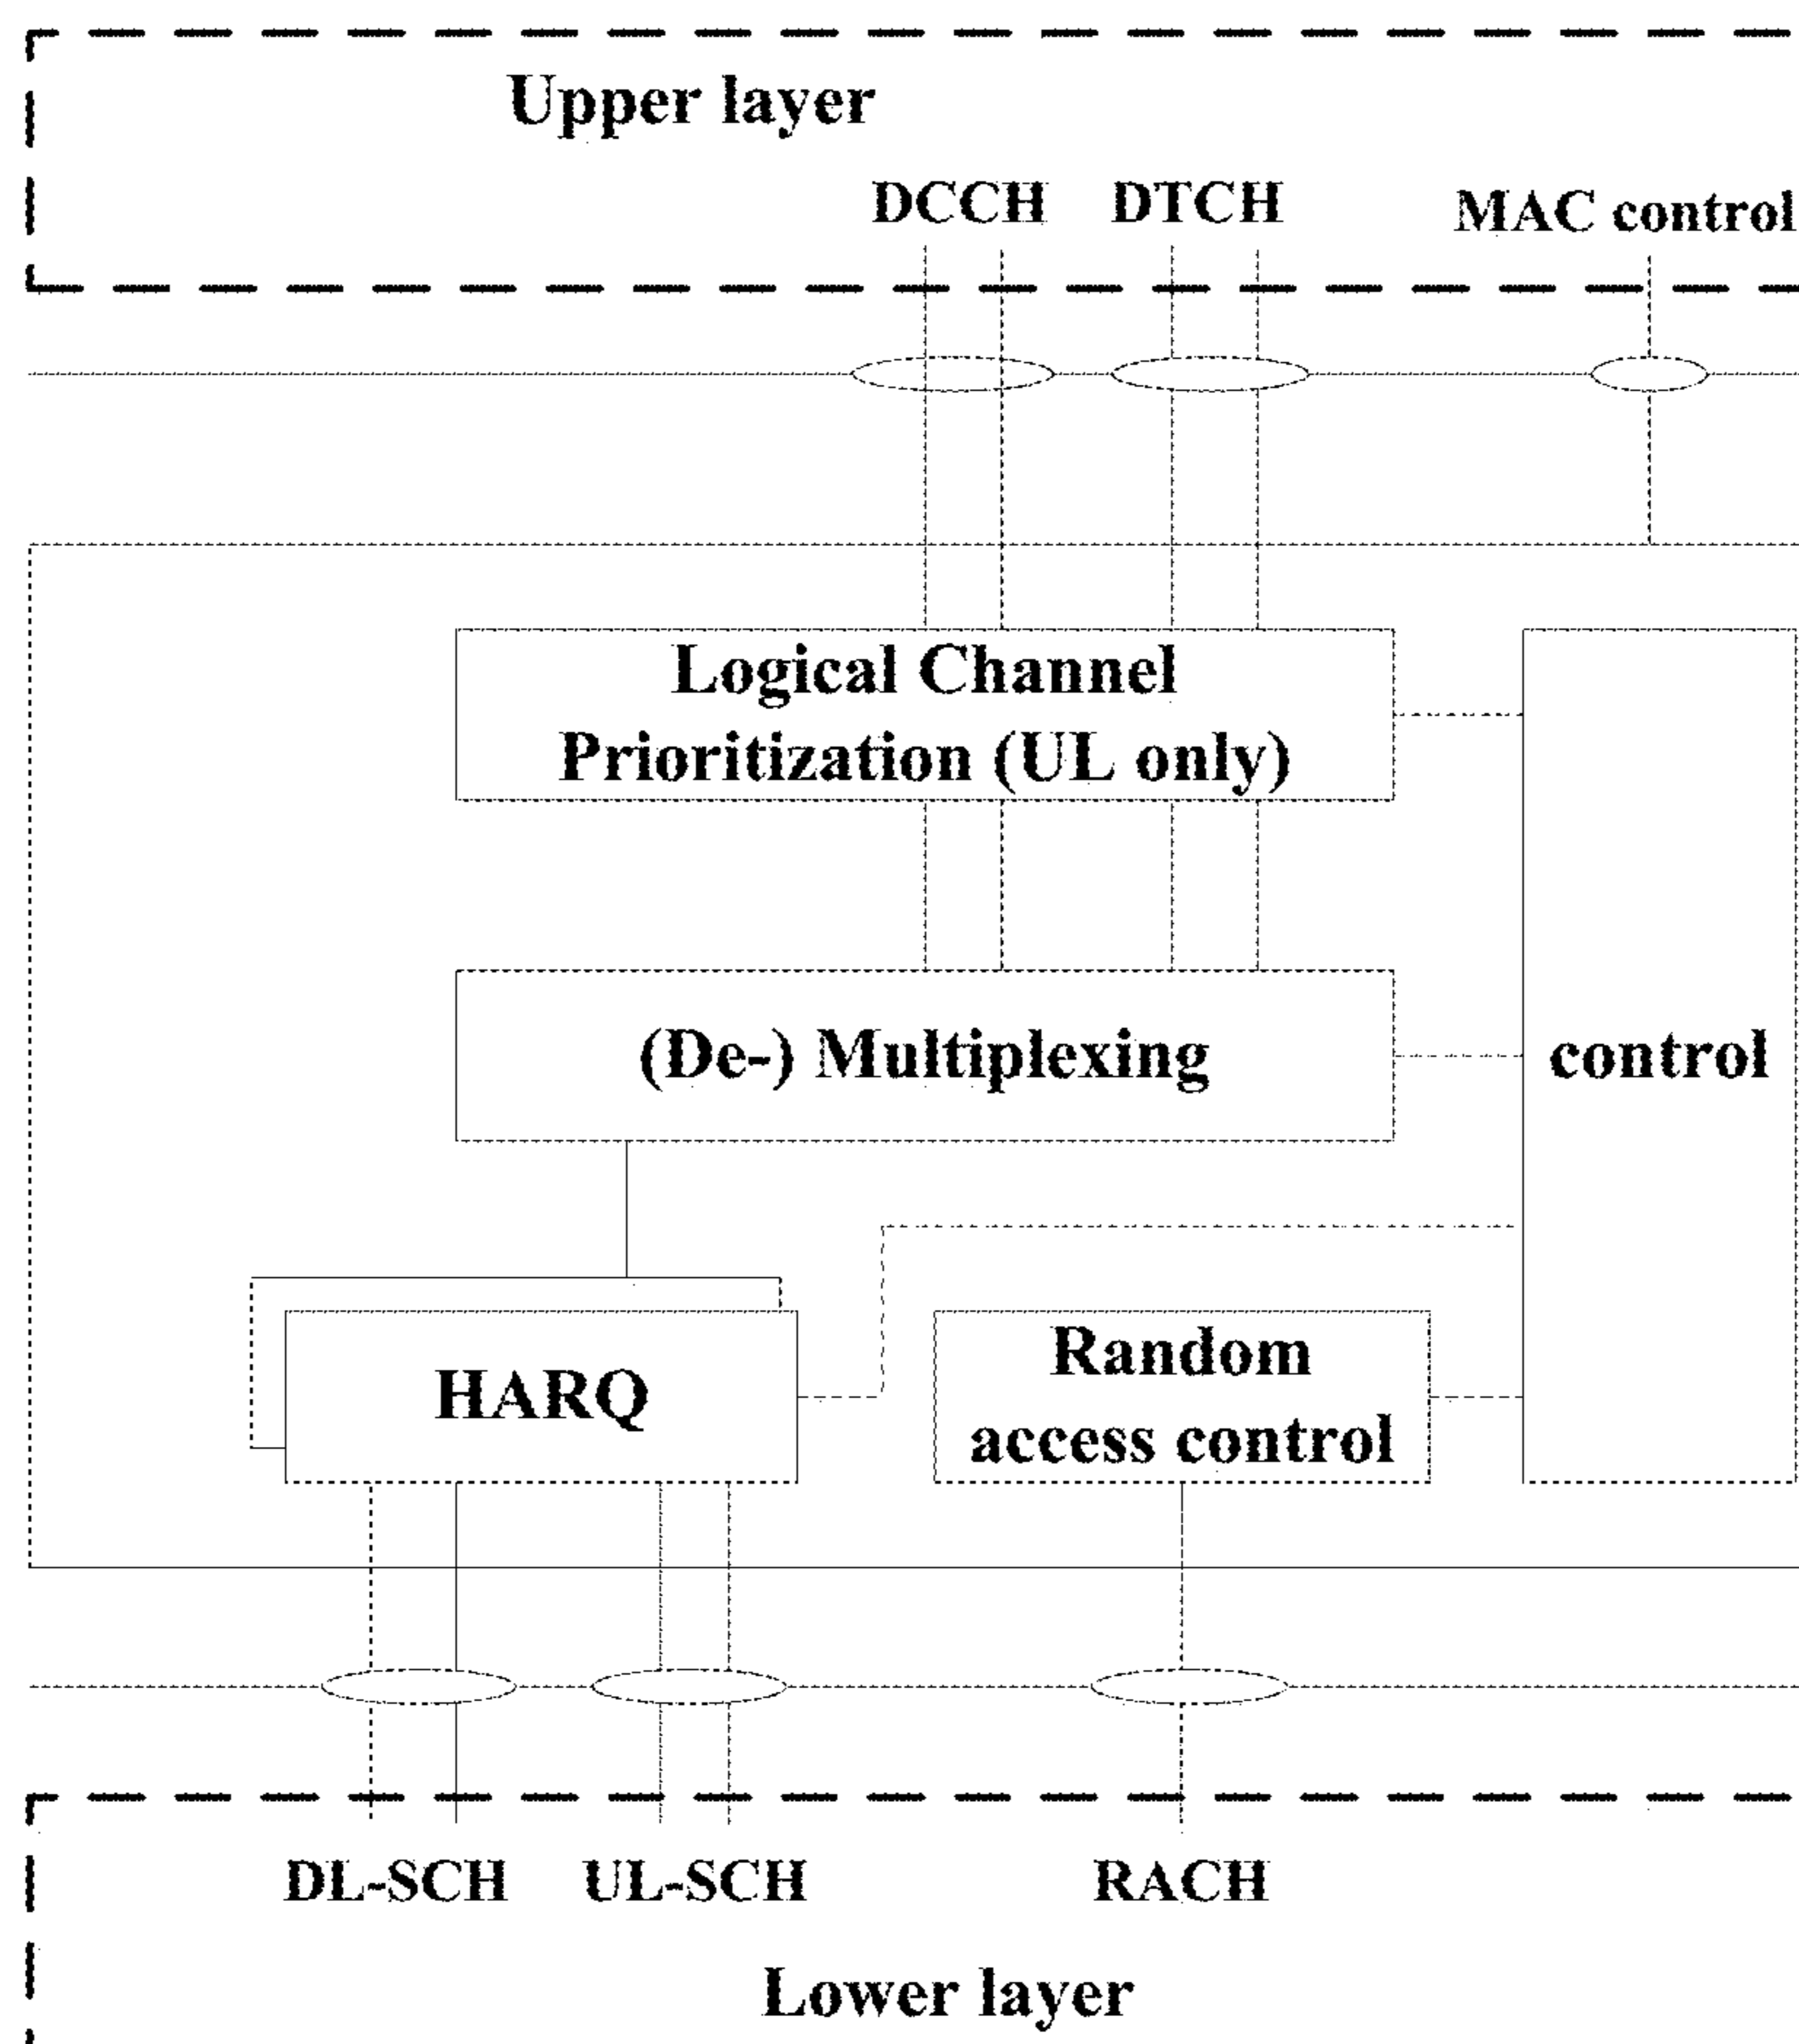 Upper layer
DCCH DTCH MAC control
Logical Channel
Prioritization (UL only)
(De-) Multiplexing
control
HARQ
Random
access control
DL-SCH UL-SCH RACH
Lower layer